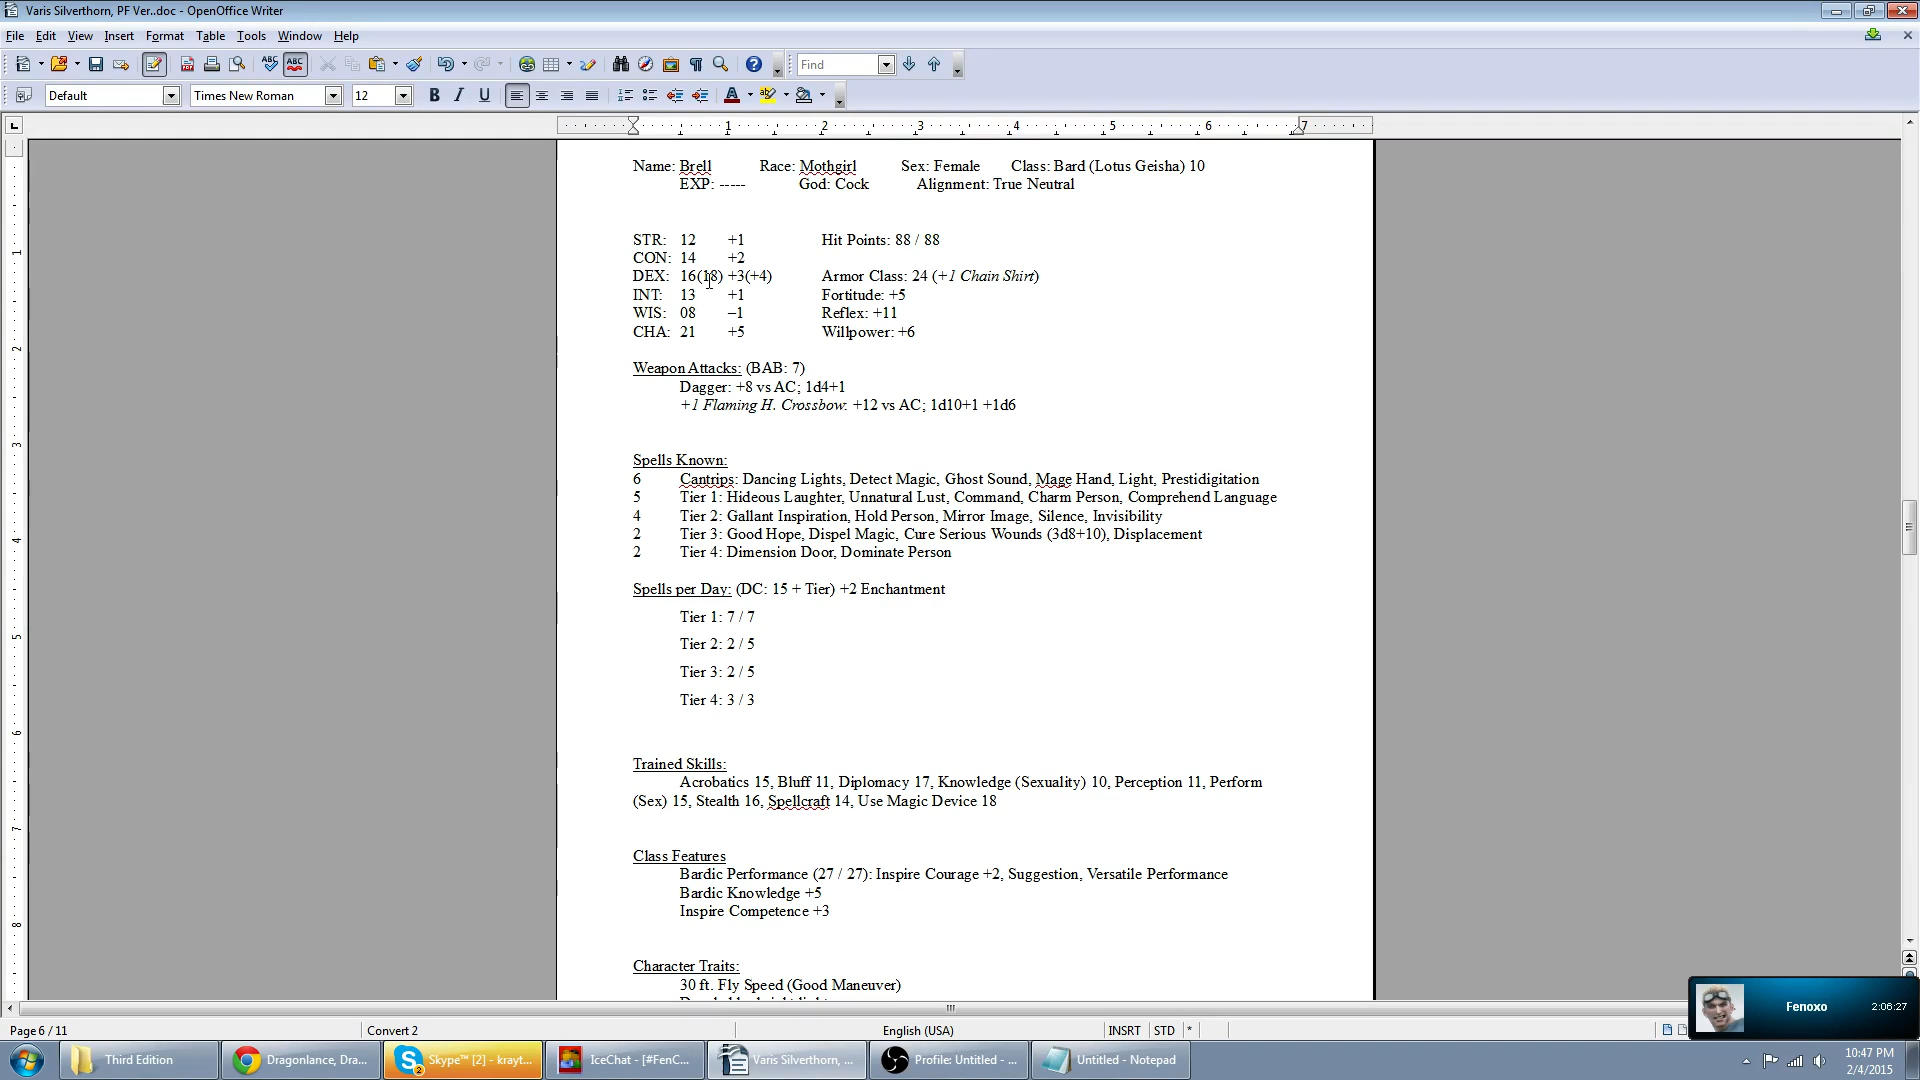 Varis Silverthorn, PF Ver..doc - OpenOffice Writer
File Edit View Insert Format Table Tools Window Help
Find
Default Times New Roman 12
1 2 3 4 5 6 7
Name: Brell Race: Mothgirl Sex: Female Class: Bard (Lotus Geisha) 10
EXP: ----- God: Cock Alignment: True Neutral
STR: 12 +1 Hit Points: 88 / 88
CON: 14 +2
DEX: 16(18) +3(+4) Armor Class: 24 (+1 Chain Shirt)
INT: 13 +1 Fortitude: +5
WIS: 08 –1 Reflex: +11
CHA: 21 +5 Willpower: +6
Weapon Attacks: (BAB: 7)
Dagger: +8 vs AC; 1d4+1
+1 Flaming H. Crossbow: +12 vs AC; 1d10+1 +1d6
Spells Known:
6 Cantrips: Dancing Lights, Detect Magic, Ghost Sound, Mage Hand, Light, Prestidigitation
5 Tier 1: Hideous Laughter, Unnatural Lust, Command, Charm Person, Comprehend Language
4 Tier 2: Gallant Inspiration, Hold Person, Mirror Image, Silence, Invisibility
2 Tier 3: Good Hope, Dispel Magic, Cure Serious Wounds (3d8+10), Displacement
2 Tier 4: Dimension Door, Dominate Person
Spells per Day: (DC: 15 + Tier) +2 Enchantment
Tier 1: 7 / 7
Tier 2: 2 / 5
Tier 3: 2 / 5
Tier 4: 3 / 3
Trained Skills:
Acrobatics 15, Bluff 11, Diplomacy 17, Knowledge (Sexuality) 10, Perception 11, Perform
(Sex) 15, Stealth 16, Spellcraft 14, Use Magic Device 18
Class Features
Bardic Performance (27 / 27): Inspire Courage +2, Suggestion, Versatile Performance
Bardic Knowledge +5
Inspire Competence +3
Character Traits:
30 ft. Fly Speed (Good Maneuver)
Fenoxo 2:06:27
Page 6 / 11 Convert 2 English (USA) INSRT STD *
Third Edition Dragonlance, Dra... Skype™ [2] - krayt... IceChat - [#FenC... Varis Silverthorn, ... Profile: Untitled - ... Untitled - Notepad 10:47 PM
2/4/2015